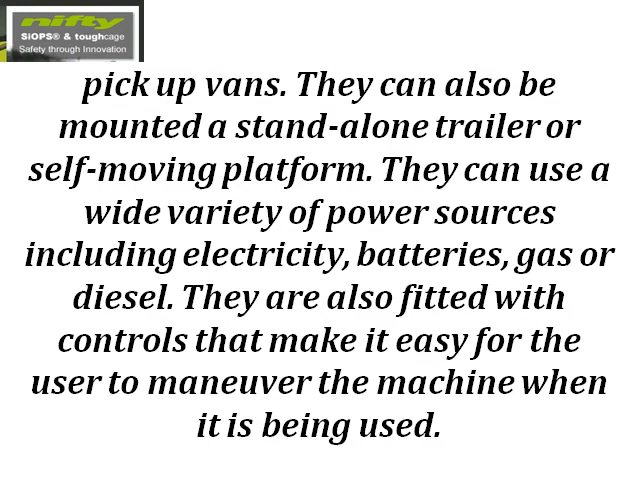 nifty
SiOPS® & toughcage
Safety through Innovation
pick up vans. They can also be
mounted a stand-alone trailer or
self-moving platform. They can use a
wide variety of power sources
including electricity, batteries, gas or
diesel. They are also fitted with
controls that make it easy for the
user to maneuver the machine when
it is being used.